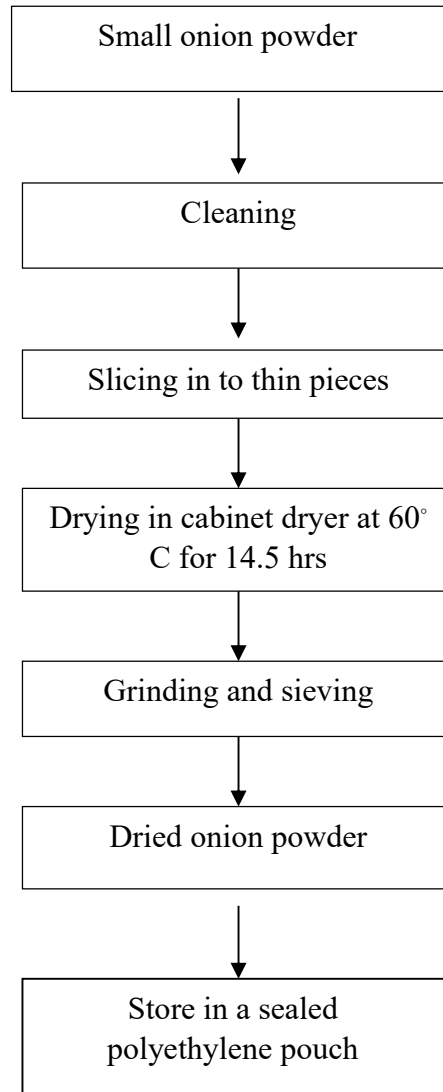 Small onion powder
Cleaning
Slicing in to thin pieces
Drying in cabinet dryer at 60°
C for 14.5 hrs
Grinding and sieving
Dried onion powder
Store in a sealed
polyethylene pouch